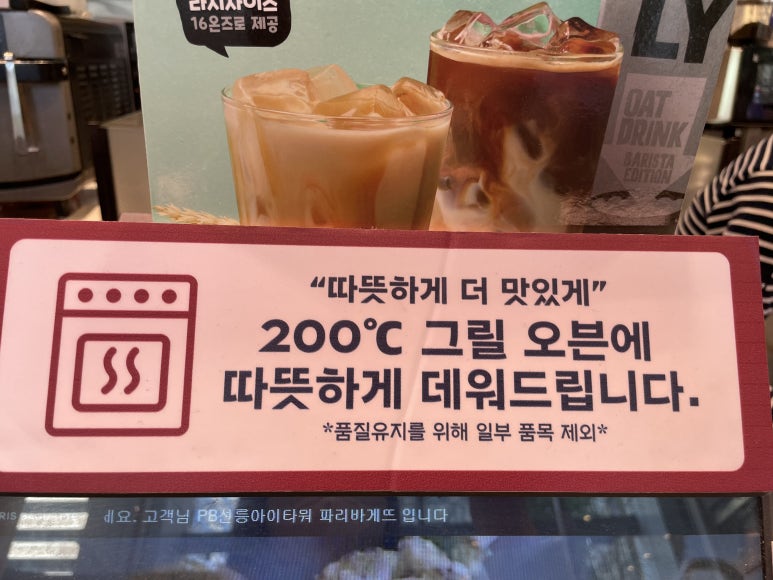 라지사이즈
16온즈로 제공
LY
OAT
DRINK
BARISTA
EDITION
“따뜻하게 더 맛있게”
200℃ 그릴 오븐에
따뜻하게 데워드립니다.
*품질유지를 위해 일부 품목 제외*
세요. 고객님 PB선릉아이타워 파리바게뜨 입니다